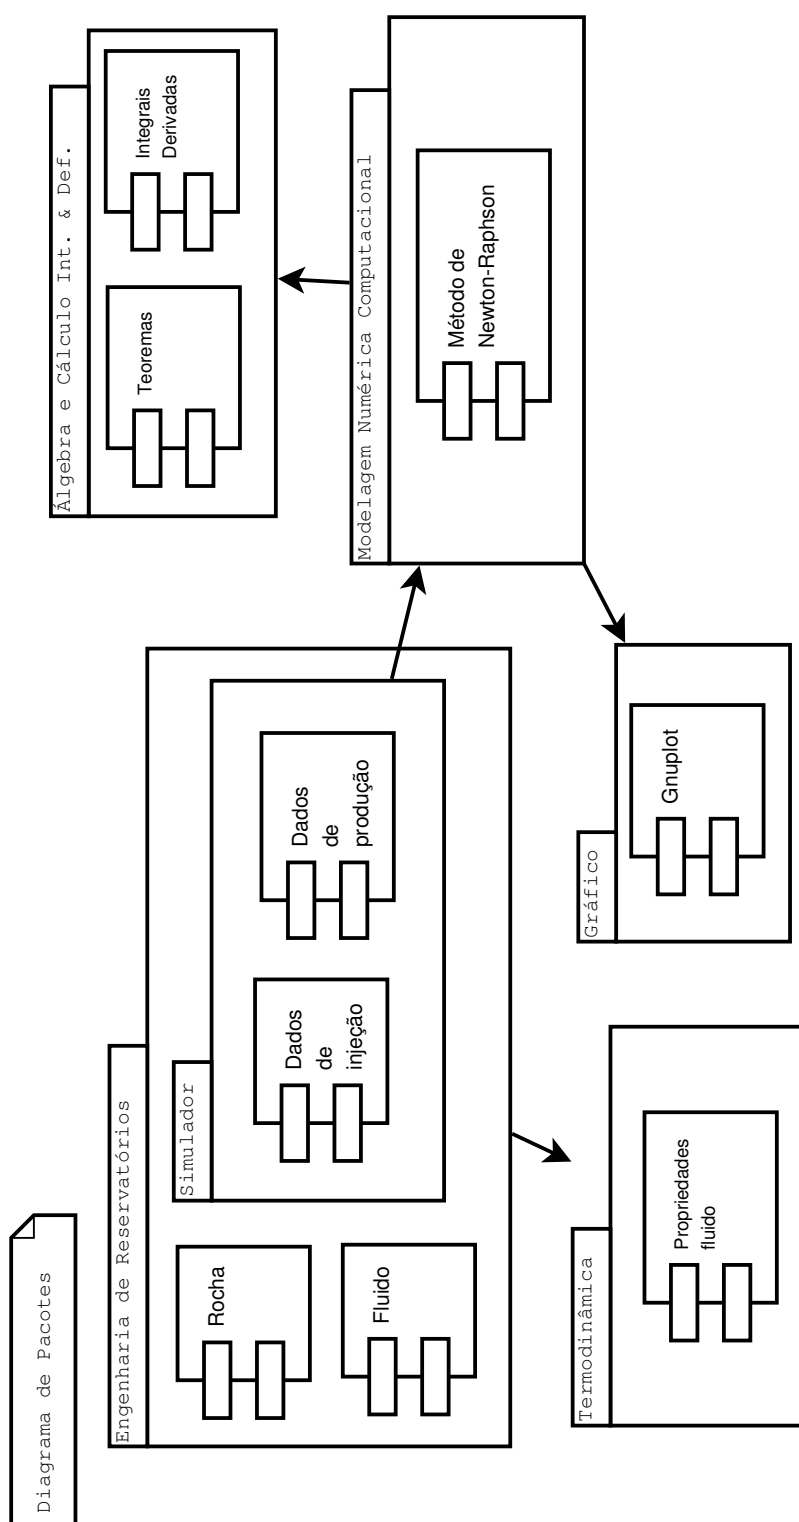 Diagrama de Pacotes
Engenharia de Reservatórios
Rocha
Fluido
Simulador
Dados
de
injeção
Dados
de
produção
Álgebra e Cálculo Int. & Def.
Teoremas
Integrais
Derivadas
Modelagem Numérica Computacional
Método de
Newton-Raphson
Termodinâmica
Propriedades
fluido
Gráfico
Gnuplot